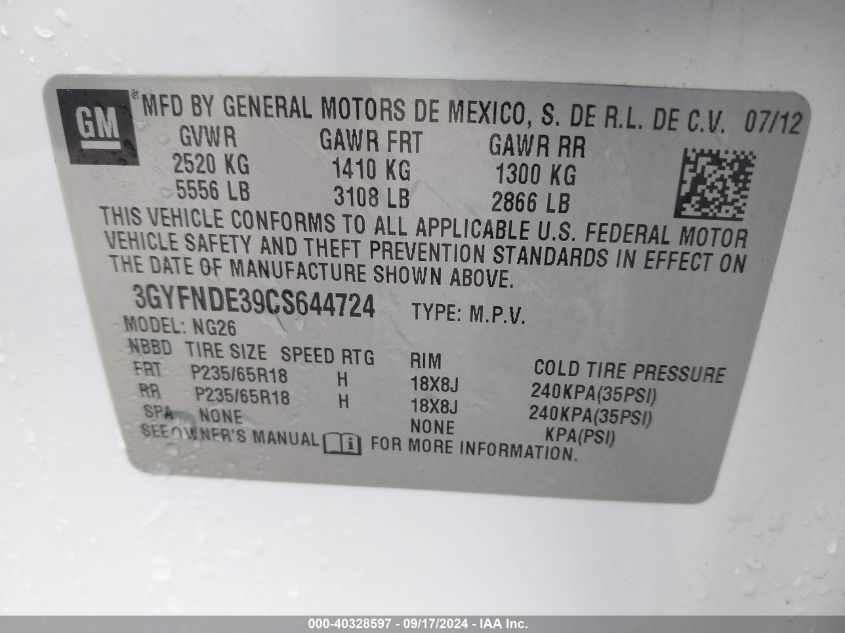 GM
® MFD BY GENERAL MOTORS DE MEXICO, S. DE R.L. DE C.V. 07/12
GVWR GAWR FRT GAWR RR
2520 KG 1410 KG 1300 KG
5556 LB 3108 LB 2866 LB
THIS VEHICLE CONFORMS TO ALL APPLICABLE U.S. FEDERAL MOTOR
VEHICLE SAFETY AND THEFT PREVENTION STANDARDS IN EFFECT ON
THE DATE OF MANUFACTURE SHOWN ABOVE.
3GYFNDE39CS644724 TYPE: M.P.V.
MODEL: NG26
NBBD TIRE SIZE SPEED RTG RIM COLD TIRE PRESSURE
FRT P235/65R18 H 18X8J 240KPA(35PSI)
RR P235/65R18 H 18X8J 240KPA(35PSI)
SPA NONE NONE KPA(PSI)
SEE OWNER'S MANUAL i FOR MORE INFORMATION.
000-40328597 - 09/17/2024 - IAA Inc.